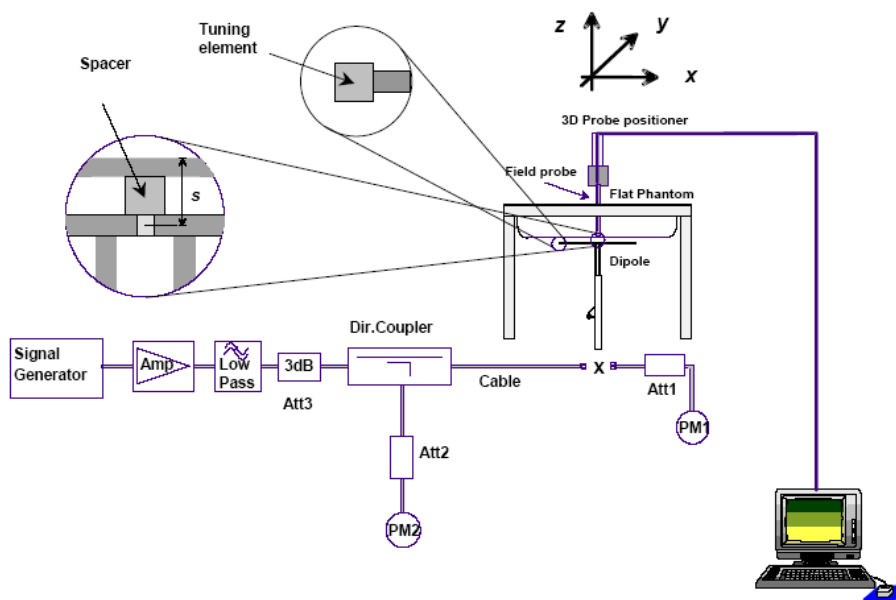 Tuning
element
Spacer
z
y
x
3D Probe positioner
Field probe
Flat Phantom
s
Dipole
Dir.Coupler
Signal
Generator
Amp
Low
Pass
3dB
Att3
Cable
X
Att1
PM1
Att2
PM2